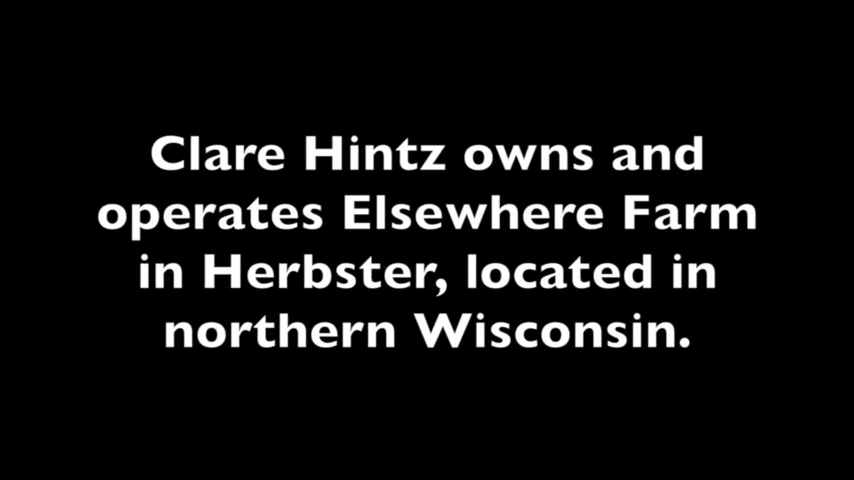 Clare Hintz owns and
operates Elsewhere Farm
in Herbster, located in
northern Wisconsin.